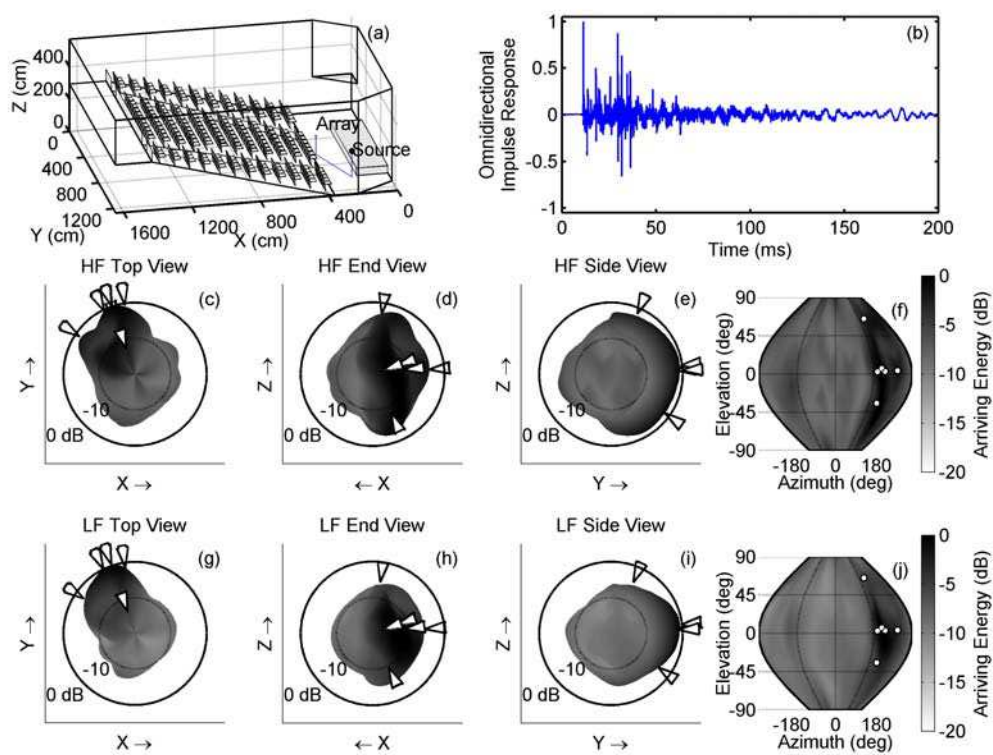 (a)
Z (cm)
400
200
0
0
400
800
1200
Y (cm)
1600
1200
800
400
0
X (cm)
Array
Source
(b)
Omnidirectional
Impulse Response
1
0.5
0
-0.5
-1
0
50
100
150
200
Time (ms)
HF Top View
(c)
Y →
-10
0 dB
X →
HF End View
(d)
Z →
-10
0 dB
← X
HF Side View
(e)
Z →
-10
0 dB
Y →
(f)
Elevation (deg)
90
45
0
-45
-90
-180
0
180
Azimuth (deg)
0
-5
-10
-15
-20
Arriving Energy (dB)
LF Top View
(g)
Y →
-10
0 dB
X →
LF End View
(h)
Z →
-10
0 dB
← X
LF Side View
(i)
Z →
-10
0 dB
Y →
(j)
Elevation (deg)
90
45
0
-45
-90
-180
0
180
Azimuth (deg)
0
-5
-10
-15
-20
Arriving Energy (dB)